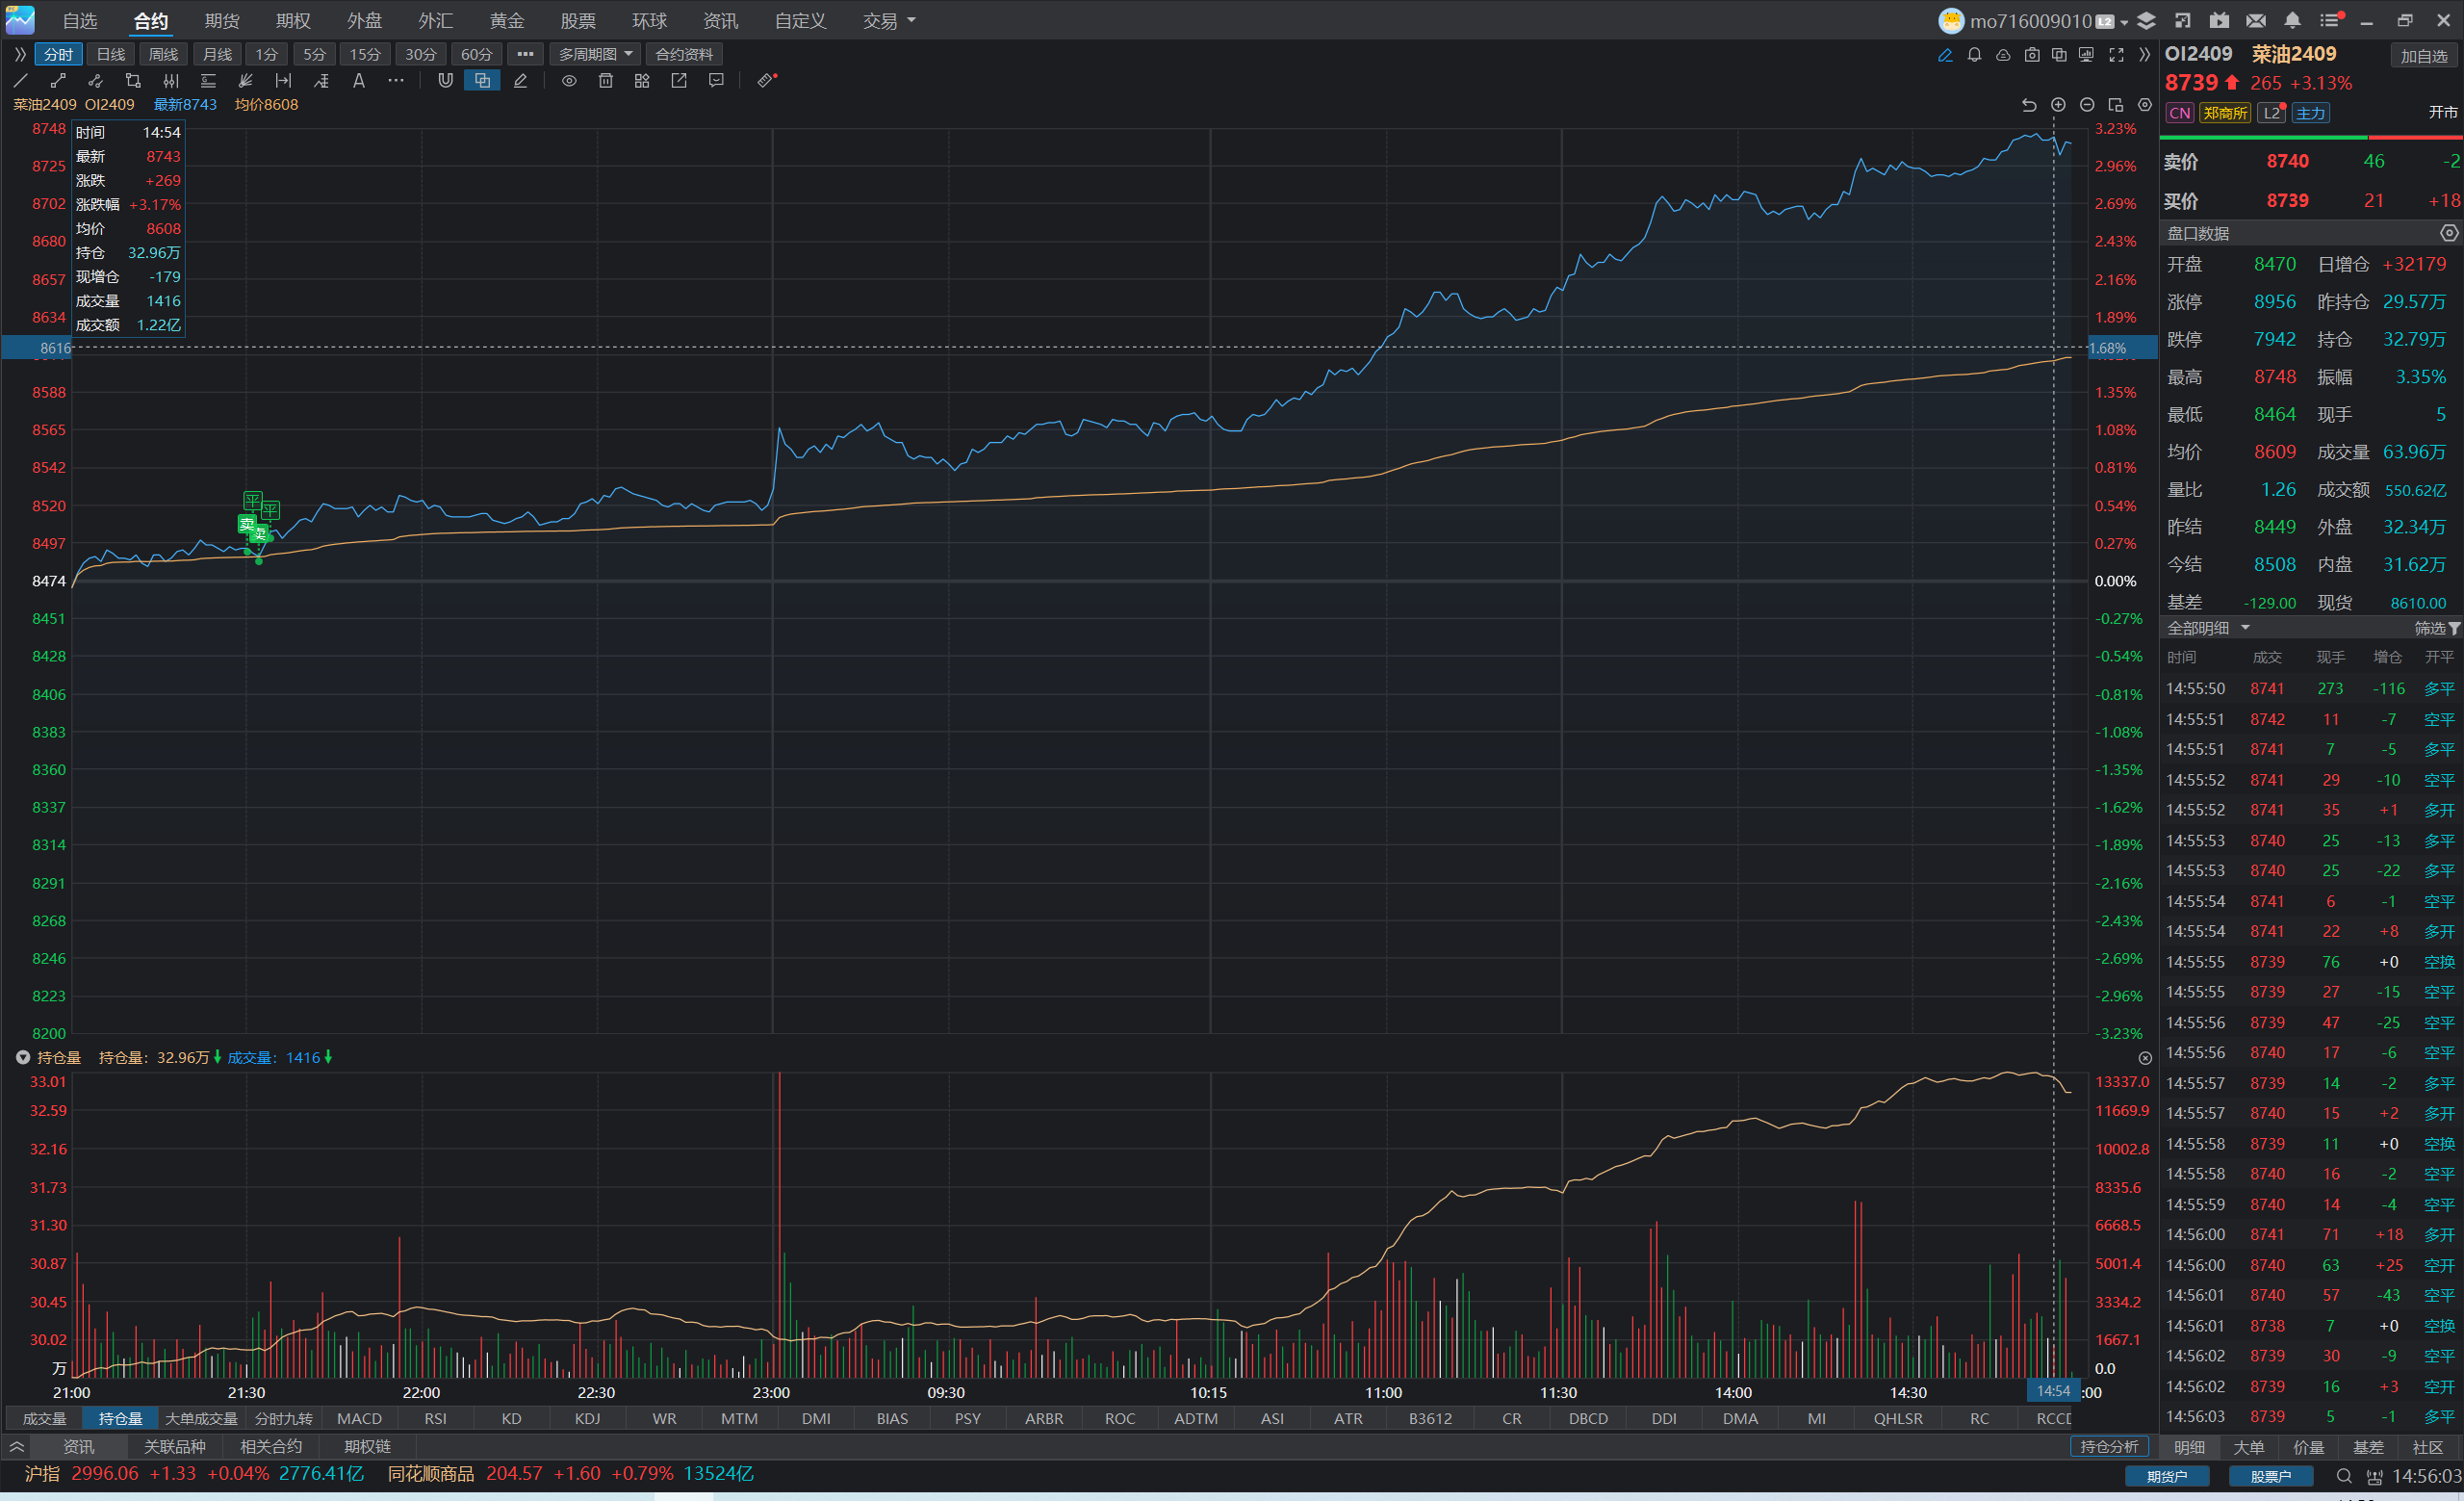 自选 合约 期货 期权 外盘 外汇 黄金 股票 环球 资讯 自定义 交易 mo716009010 L2
分时 日线 周线 月线 1分 5分 15分 30分 60分 ••• 多周期图 合约资料
菜油2409 OI2409 最新8743 均价8608
时间 14:54
最新 8743
涨跌 +269
涨跌幅 +3.17%
均价 8608
持仓 32.96万
现增仓 -179
成交量 1416
成交额 1.22亿
8748 3.23%
8725 2.96%
8702 2.69%
8680 2.43%
8657 2.16%
8634 1.89%
8616 1.68%
8588 1.35%
8565 1.08%
8542 0.81%
8520 0.54%
8497 0.27%
8474 0.00%
8451 -0.27%
8428 -0.54%
8406 -0.81%
8383 -1.08%
8360 -1.35%
8337 -1.62%
8314 -1.89%
8291 -2.16%
8268 -2.43%
8246 -2.69%
8223 -2.96%
8200 -3.23%
平 平
卖 卖
持仓量 持仓量: 32.96万 成交量: 1416
33.01 13337.0
32.59 11669.9
32.16 10002.8
31.73 8335.6
31.30 6668.5
30.87 5001.4
30.45 3334.2
30.02 1667.1
万 0.0
21:00 21:30 22:00 22:30 23:00 09:30 10:15 11:00 11:30 14:00 14:30 14:54 :00
成交量 持仓量 大单成交量 分时九转 MACD RSI KD KDJ WR MTM DMI BIAS PSY ARBR ROC ADTM ASI ATR B3612 CR DBCD DDI DMA MI QHLSR RC RCCD
资讯 关联品种 相关合约 期权链 持仓分析
沪指 2996.06 +1.33 +0.04% 2776.41亿 同花顺商品 204.57 +1.60 +0.79% 13524亿 期货户 股票户 14:56:03
OI2409 菜油2409 加自选
8739 265 +3.13%
CN 郑商所 L2 主力 开市
卖价 8740 46 -2
买价 8739 21 +18
盘口数据
开盘 8470 日增仓 +32179
涨停 8956 昨持仓 29.57万
跌停 7942 持仓 32.79万
最高 8748 振幅 3.35%
最低 8464 现手 5
均价 8609 成交量 63.96万
量比 1.26 成交额 550.62亿
昨结 8449 外盘 32.34万
今结 8508 内盘 31.62万
基差 -129.00 现货 8610.00
全部明细 筛选
时间 成交 现手 增仓 开平
14:55:50 8741 273 -116 多平
14:55:51 8742 11 -7 空平
14:55:51 8741 7 -5 多平
14:55:52 8741 29 -10 空平
14:55:52 8741 35 +1 多开
14:55:53 8740 25 -13 多平
14:55:53 8740 25 -22 多平
14:55:54 8741 6 -1 空平
14:55:54 8741 22 +8 多开
14:55:55 8739 76 +0 空换
14:55:55 8739 27 -15 空平
14:55:56 8739 47 -25 空平
14:55:56 8740 17 -6 空平
14:55:57 8739 14 -2 多平
14:55:57 8740 15 +2 多开
14:55:58 8739 11 +0 空换
14:55:58 8740 16 -2 空平
14:55:59 8740 14 -4 空平
14:56:00 8741 71 +18 多开
14:56:00 8740 63 +25 空开
14:56:01 8740 57 -43 空平
14:56:01 8738 7 +0 空换
14:56:02 8739 30 -9 空平
14:56:02 8739 16 +3 空开
14:56:03 8739 5 -1 多平
明细 大单 价量 基差 社区